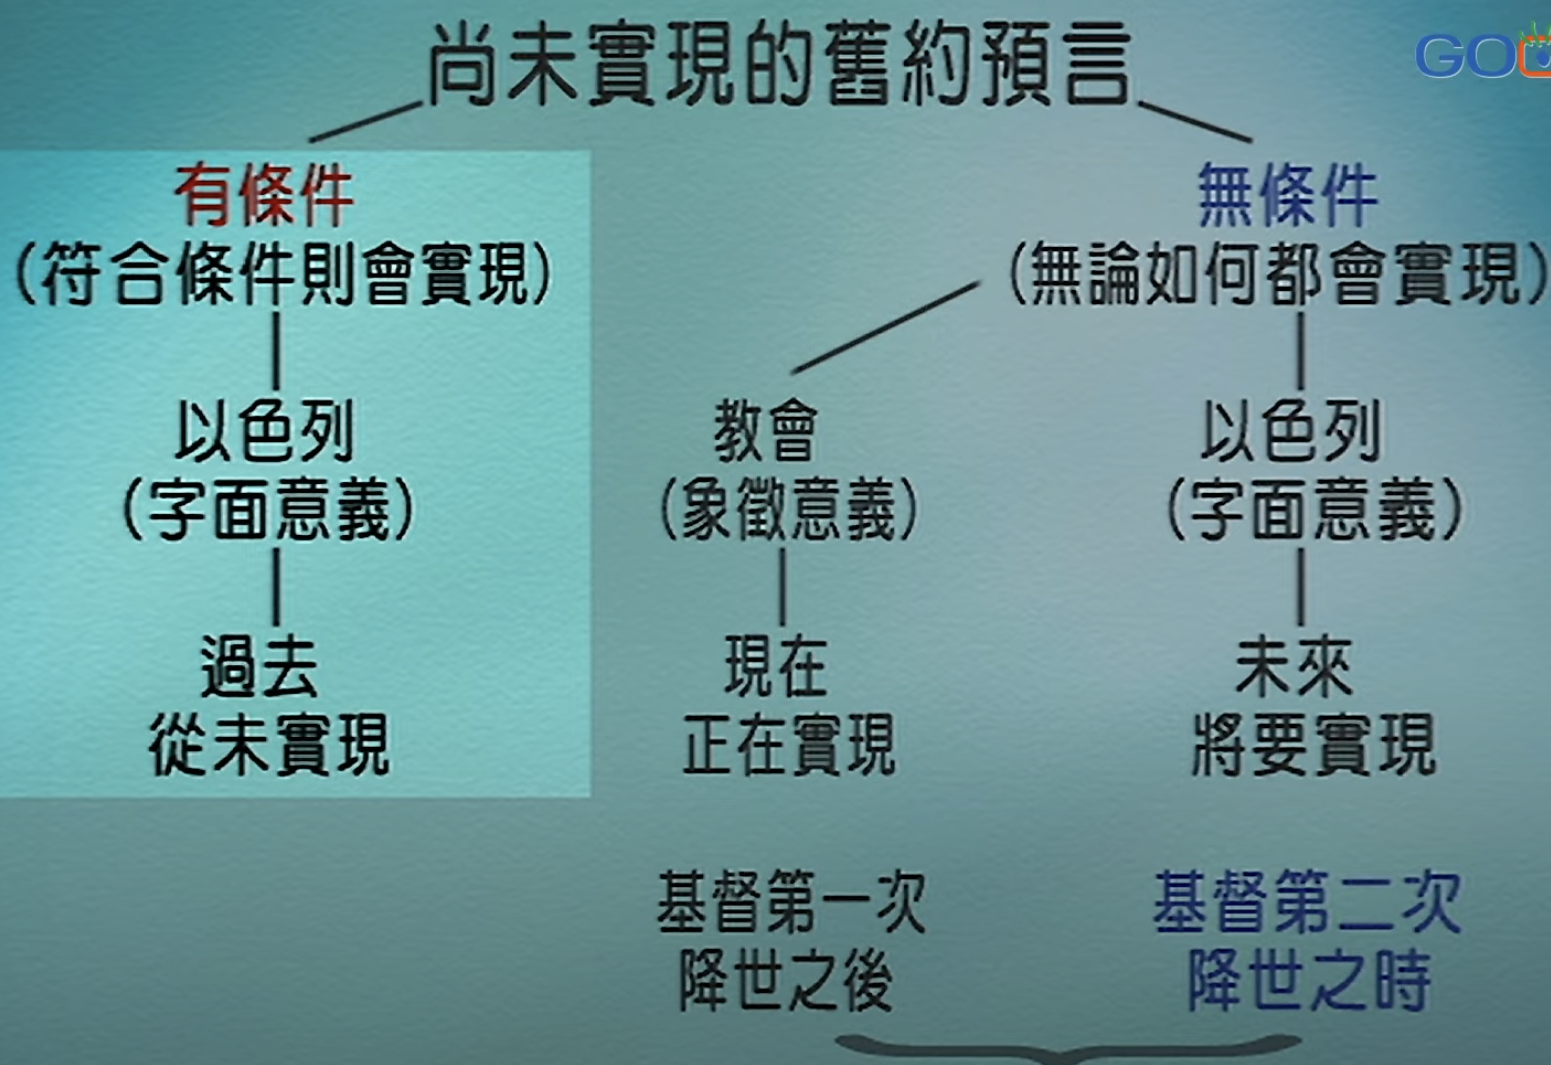 尚未實現的舊約預言
GO
有條件
(符合條件則會實現)
以色列
(字面意義)
過去
從未實現
教會
(象徵意義)
現在
正在實現
基督第一次
降世之後
無條件
(無論如何都會實現)
以色列
(字面意義)
未來
將要實現
基督第二次
降世之時